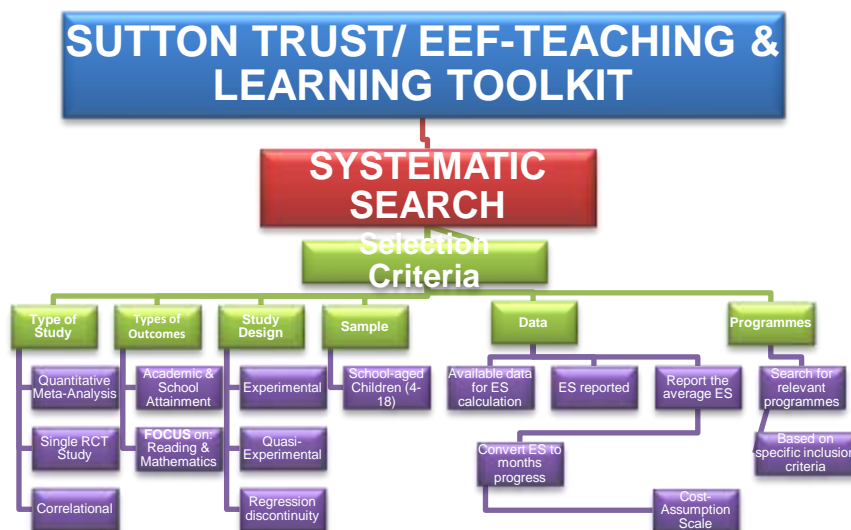 SUTTON TRUST/ EEF-TEACHING &
LEARNING TOOLKIT
SYSTEMATIC
SEARCH
Selection
Criteria
Type of
Study
Quantitative
Meta-Analysis
Single RCT
Study
Correlational
Types of
Outcomes
Academic &
School
Attainment
FOCUS on:
Reading &
Mathematics
Study
Design
Experimental
Quasi-
Experimental
Regression
discontinuity
Sample
School-aged
Children (4-
18)
Data
Available data
for ES
calculation
ES reported
Report the
average ES
Convert ES to
months
progress
Cost-
Assumption
Scale
Programmes
Search for
relevant
programmes
Based on
specific inclusion
criteria